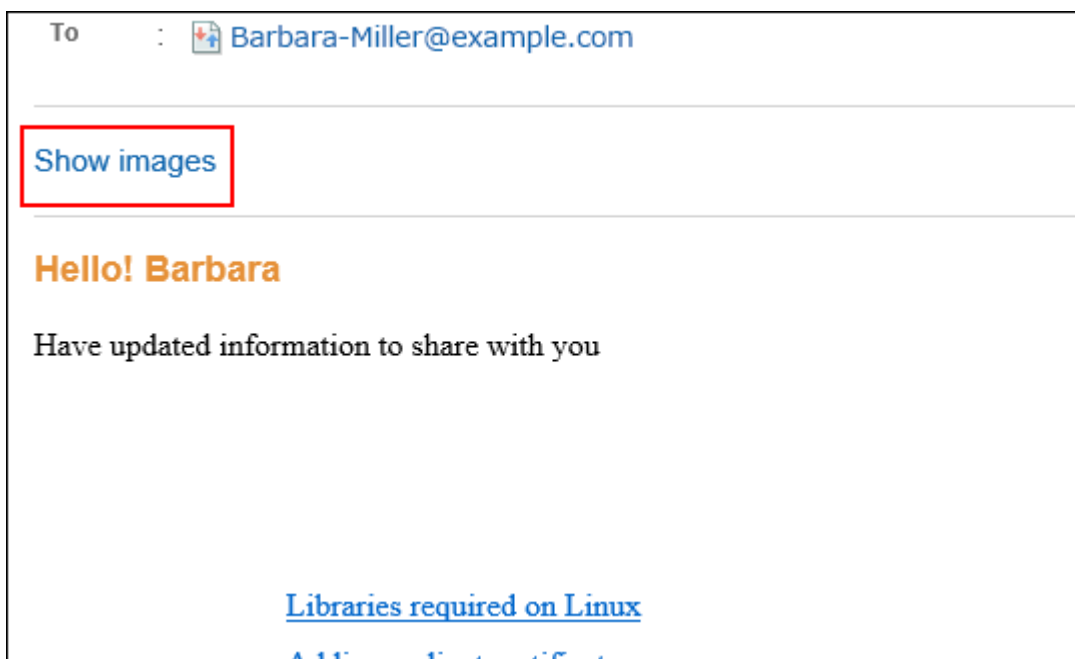 To : Barbara-Miller@example.com
Show images
Hello! Barbara
Have updated information to share with you
Libraries required on Linux